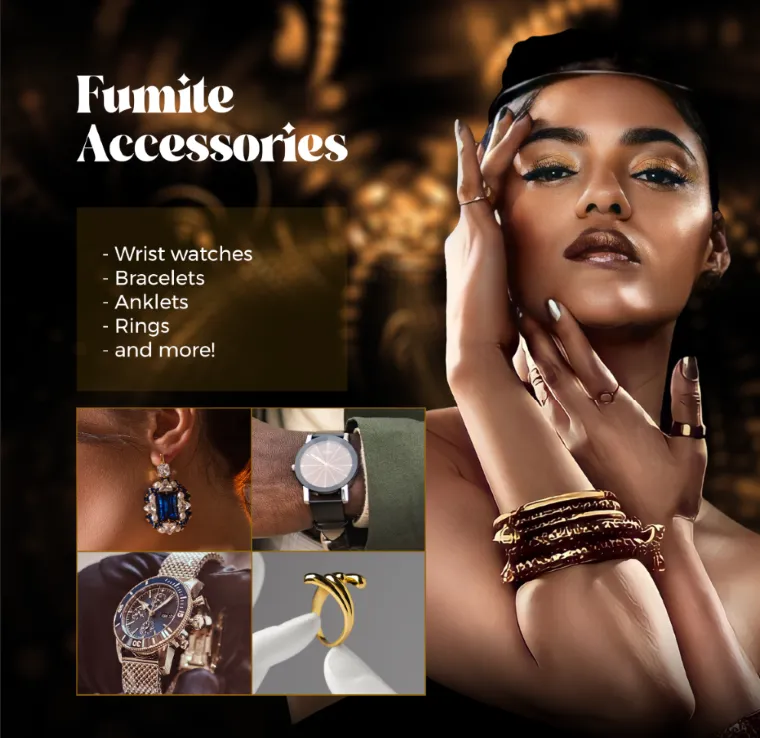 Fumite
Accessories
- Wrist watches
- Bracelets
- Anklets
- Rings
- and more!